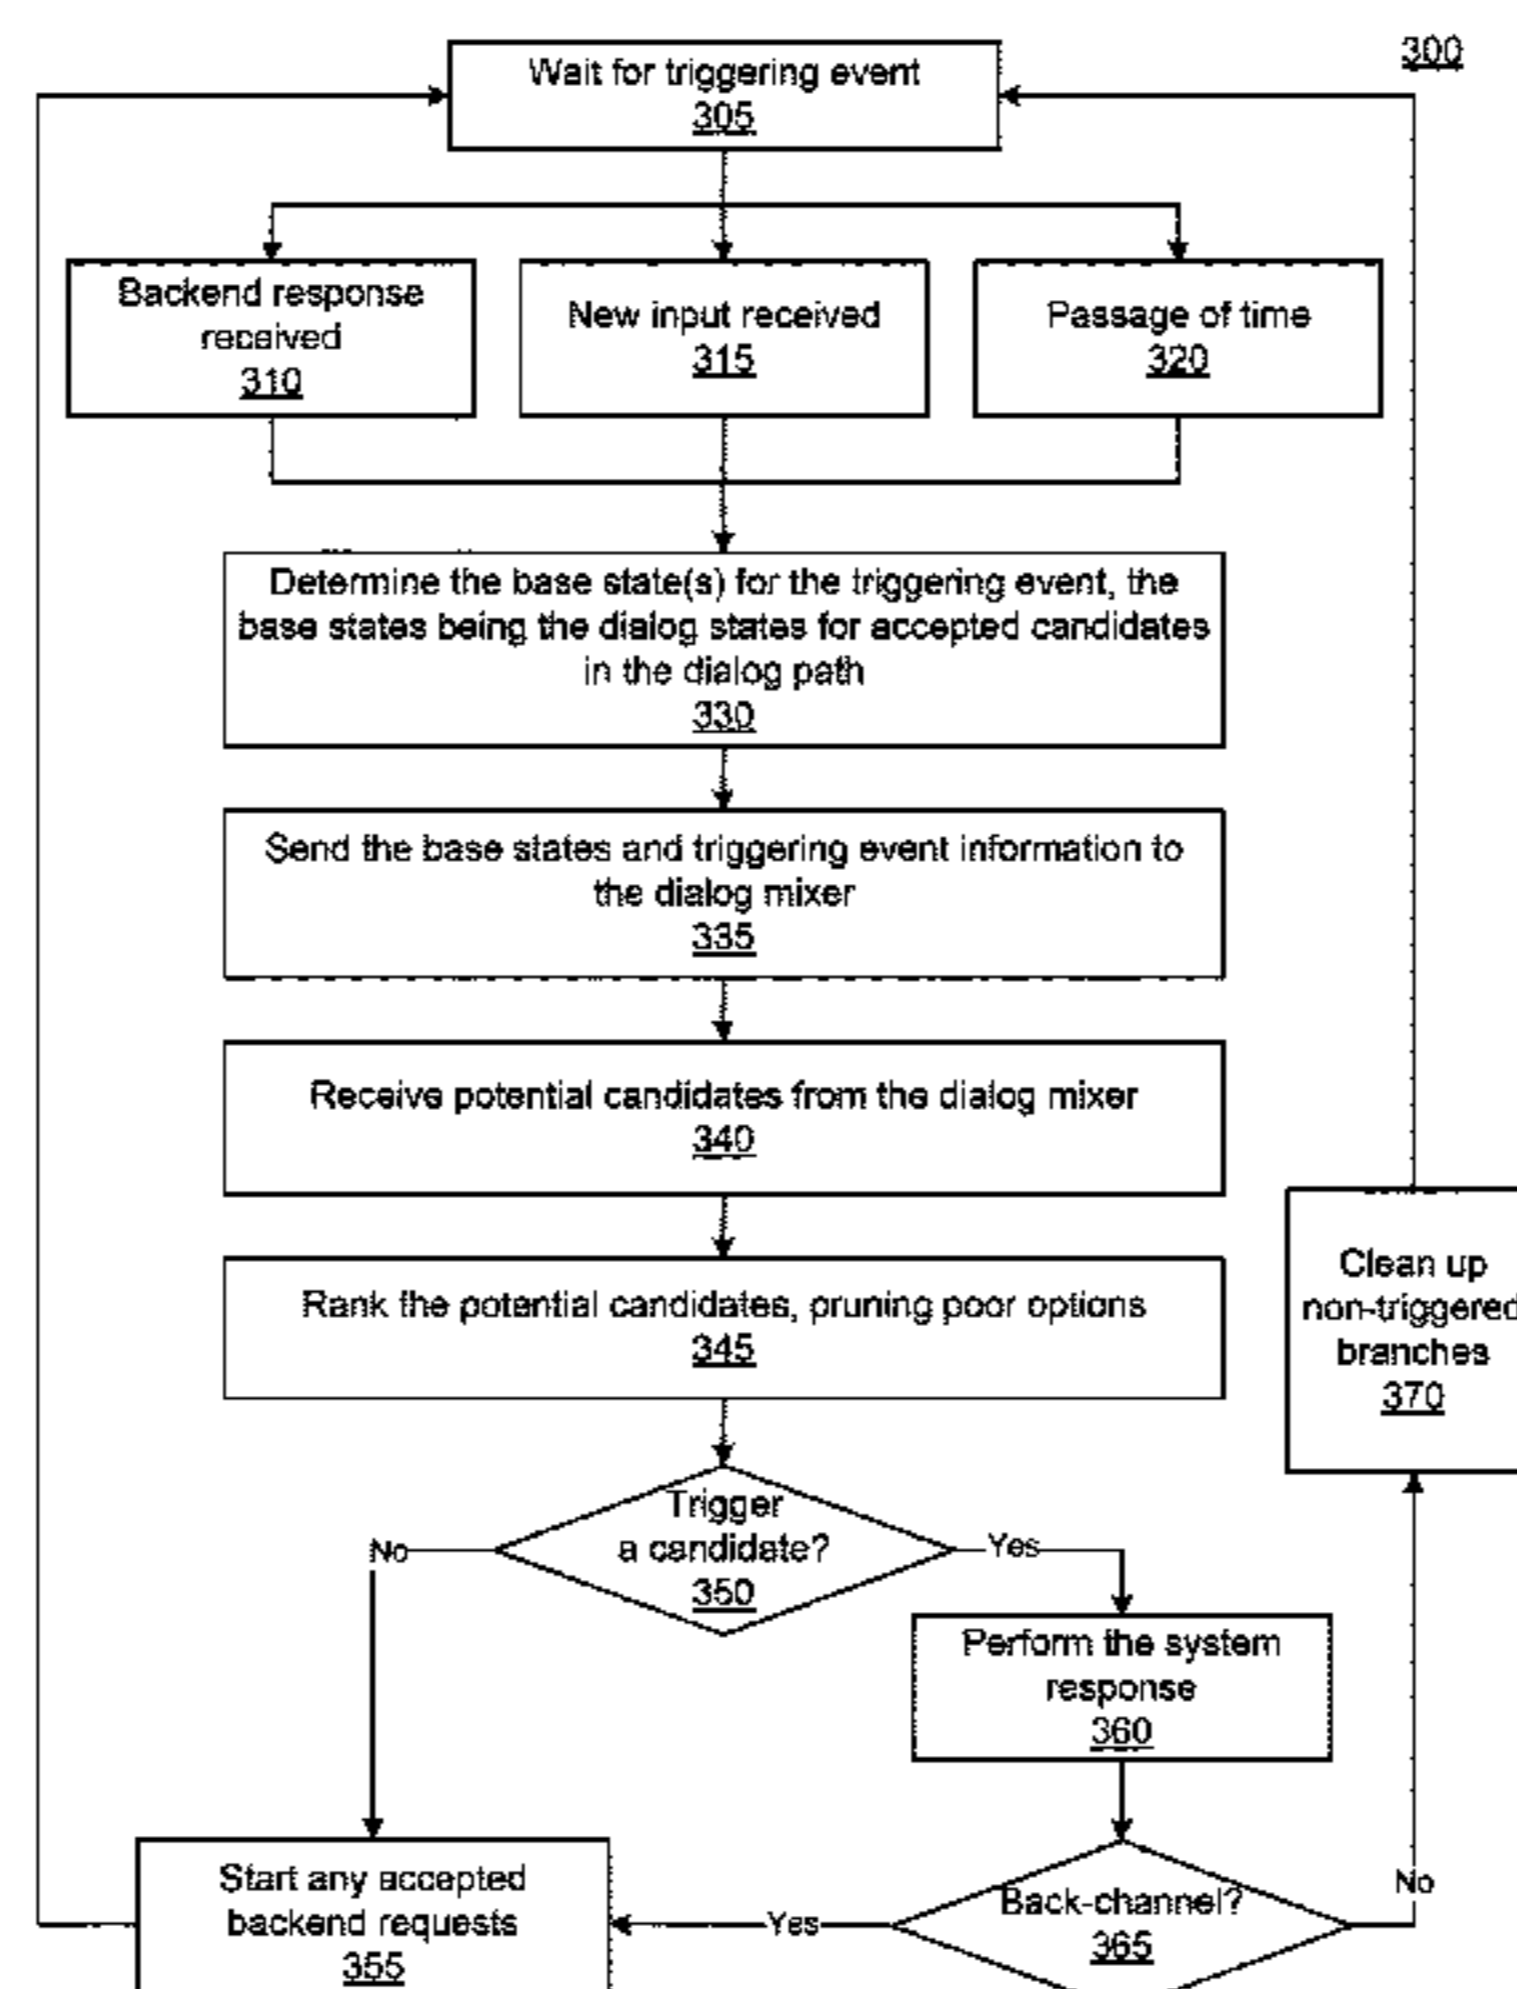 300
Wait for triggering event
305
Backend response
received
310
New input received
315
Passage of time
320
Determine the base state(s) for the triggering event, the
base states being the dialog states for accepted candidates
in the dialog path
330
Send the base states and triggering event information to
the dialog mixer
335
Receive potential candidates from the dialog mixer
340
Rank the potential candidates, pruning poor options
345
Clean up
non-triggered
branches
370
Trigger
a candidate?
350
No
Yes
Perform the system
response
360
Start any accepted
backend requests
355
Yes
Back-channel?
365
No